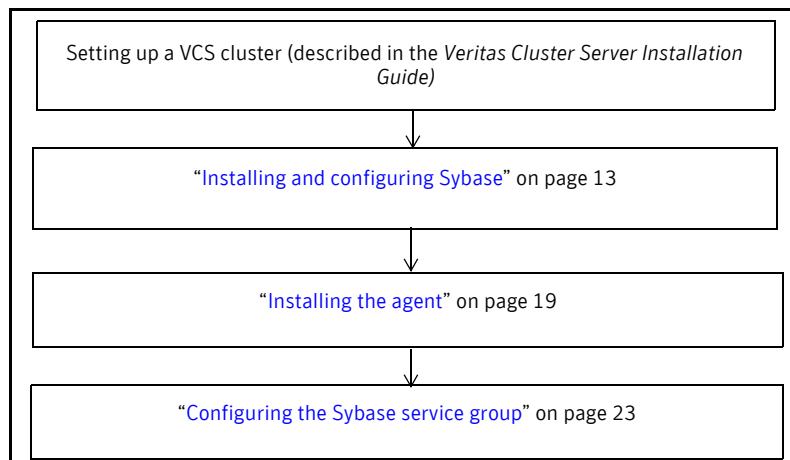 Setting up a VCS cluster (described in the Veritas Cluster Server Installation
Guide)
“Installing and configuring Sybase” on page 13
“Installing the agent” on page 19
“Configuring the Sybase service group” on page 23